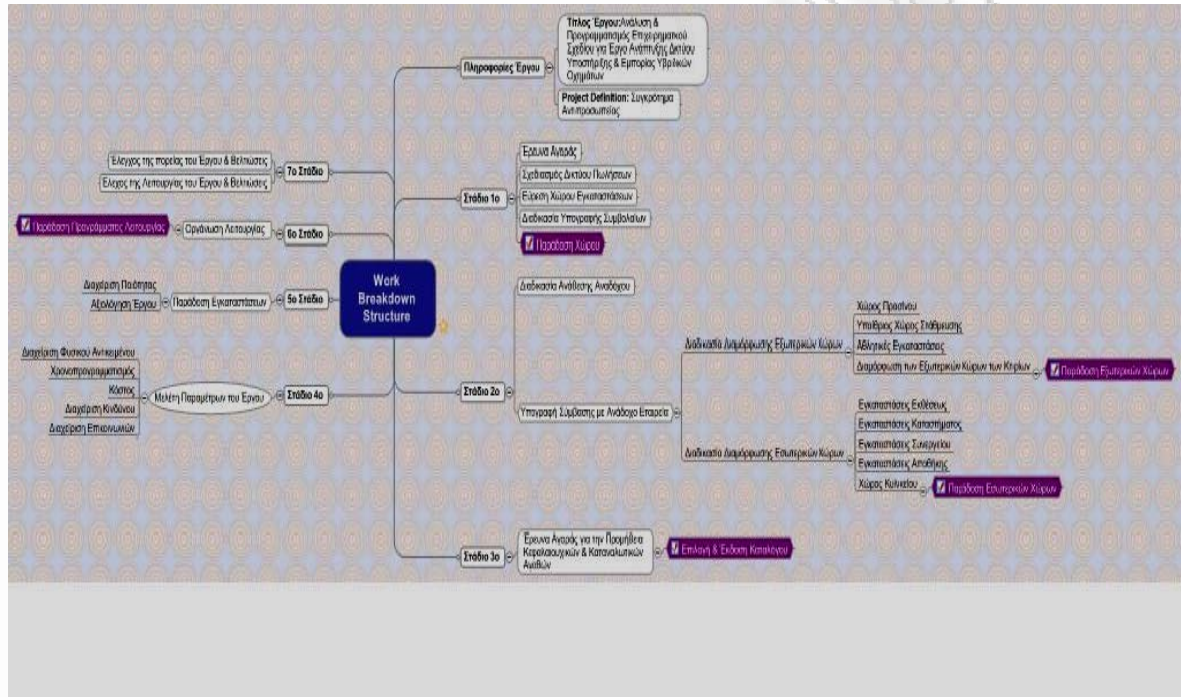 Τίτλος Έργου:Ανάλυση &
Προγραμματισμός Επιχειρηματικού
Σχεδίου για Έργο Ανάπτυξης Δικτύου
Υποστήριξης & Εμπορίας Υβριδικών
Οχημάτων
Πληροφορίες Έργου
Project Definition: Συγκρότημα
Αντιπροσωπείας
Έλεγχος της πορείας του Έργου & Βελτιώσεις
Έλεχος της Λειτουργίας του Έργου & Βελτιώσεις
7ο Στάδιο
Παράδοση Προγράμματος Λειτουργίας
Οργάνωση Λειτουργίας
6ο Στάδιο
Διαχείριση Ποιότητας
Αξιολόγηση Έργου
Παράδοση Εγκαταστάσεων
5ο Στάδιο
Διαχείριση Φυσικού Αντικειμένου
Χρονοπρογραμματισμός
Κόστος
Διαχείριση Κινδύνου
Διαχείριση Επικοινωνιών
Μελέτη Παραμέτρων του Έργου
Στάδιο 4ο
Work
Breakdown
Structure
Στάδιο 1ο
Έρευνα Αγοράς
Σχεδιασμός Δικτύου Πωλήσεων
Εύρεση Χώρου Εγκαταστάσεων
Διαδικασία Υπογραφής Συμβολαίων
Παράδοση Χώρου
Στάδιο 2ο
Διαδικασία Ανάθεσης Αναδόχου
Υπογραφή Σύμβασης με Ανάδοχο Εταιρεία
Διαδικασία Διαμόρφωσης Εξωτερικών Χώρων
Χώρος Πρασίνου
Υπαίθριος Χώρος Στάθμευσης
Αθλητικές Εγκαταστάσεις
Διαμόρφωση των Εξωτερικών Χώρων των Κτιρίων
Παράδοση Εξωτερικών Χώρων
Διαδικασία Διαμόρφωσης Εσωτερικών Χώρων
Εγκαταστάσεις Εκθέσεως
Εγκαταστάσεις Καταστήματος
Εγκαταστάσεις Συνεργείου
Εγκαταστάσεις Αποθήκης
Χώρος Κυλικείου
Παράδοση Εσωτερικών Χώρων
Στάδιο 3ο
Έρευνα Αγοράς για την Προμήθεια
Κεφαλαιουχικών & Καταναλωτικών
Αγαθών
Επιλογή & Έκδοση Καταλόγου